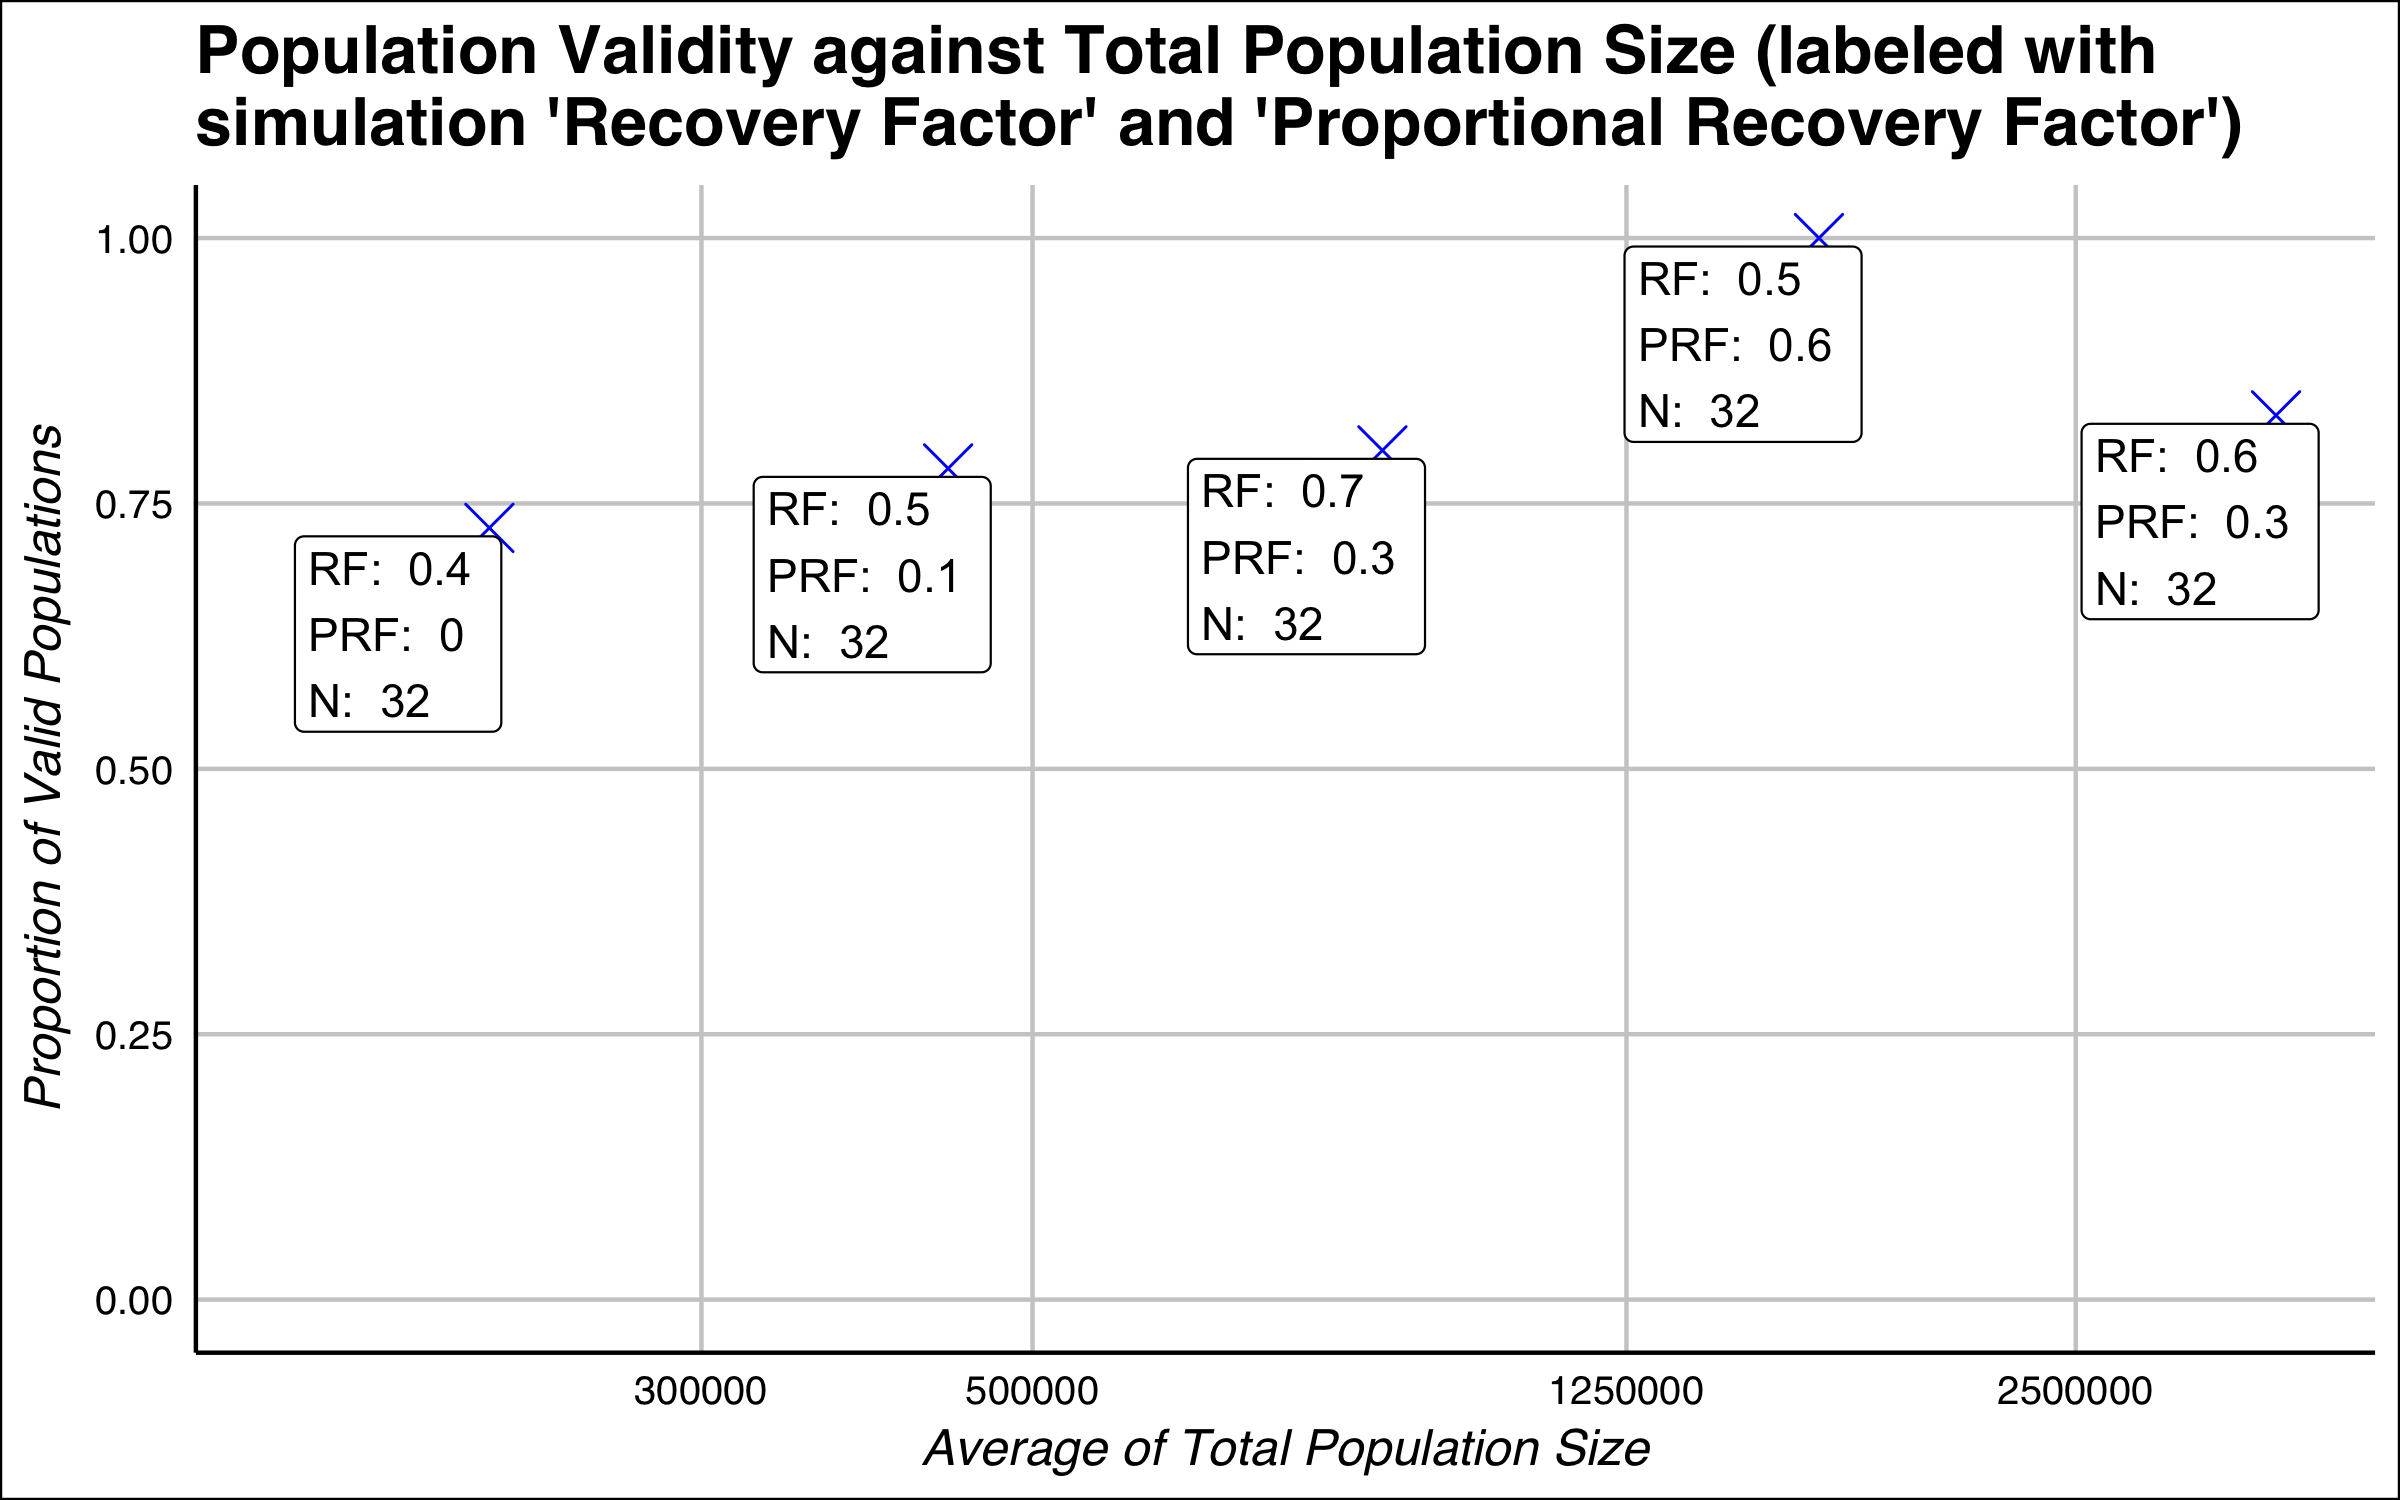 Population Validity against Total Population Size (labeled with
simulation 'Recovery Factor' and 'Proportional Recovery Factor')
Proportion of Valid Populations
1.00
0.75
0.50
0.25
0.00
RF: 0.4
PRF: 0
N: 32
RF: 0.5
PRF: 0.1
N: 32
RF: 0.7
PRF: 0.3
N: 32
RF: 0.5
PRF: 0.6
N: 32
RF: 0.6
PRF: 0.3
N: 32
300000
500000
1250000
2500000
Average of Total Population Size